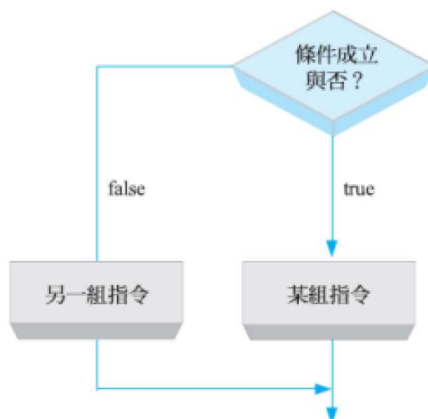 條件成立
與否？
false
true
另一組指令
某組指令